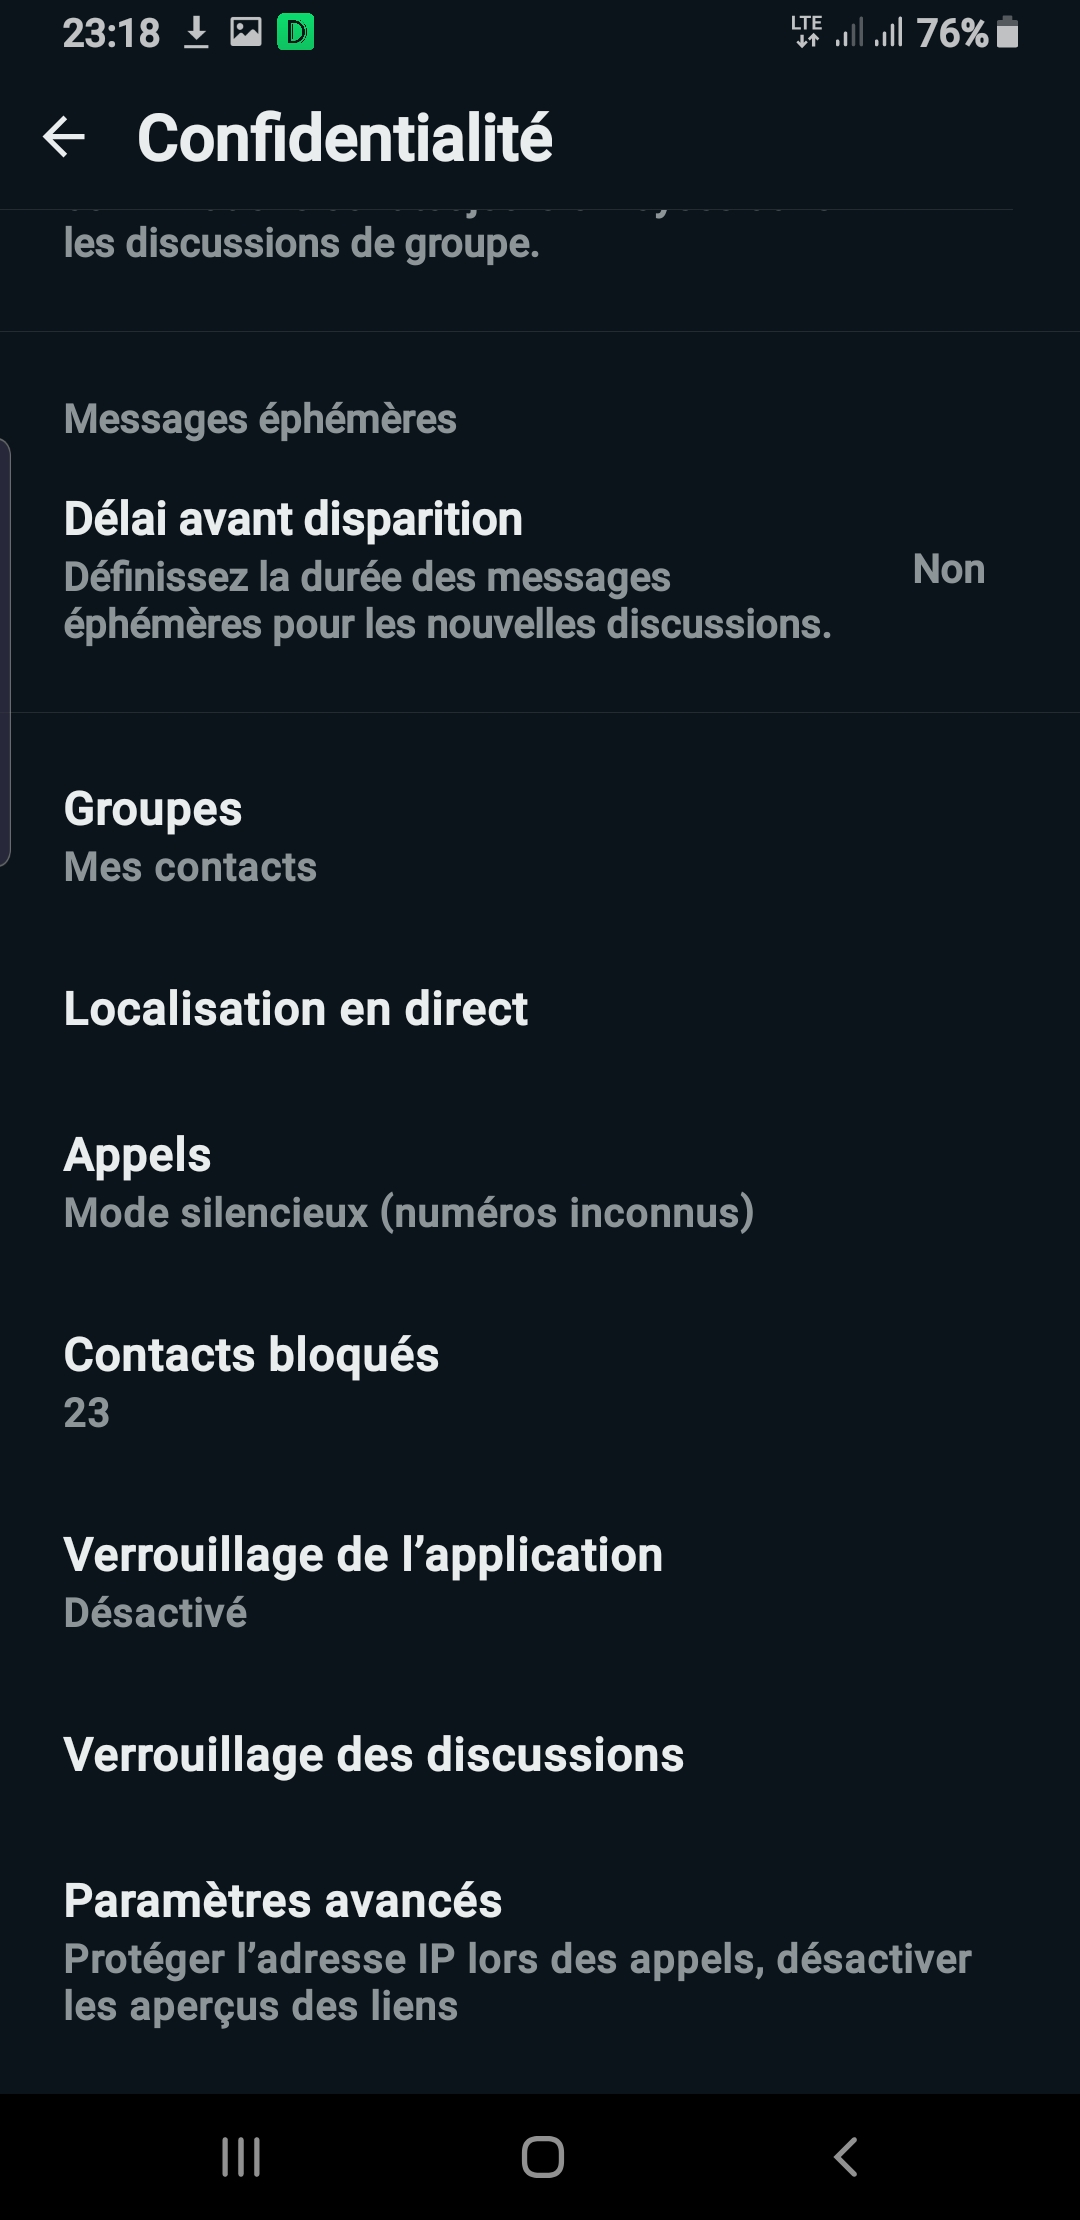 23:18
D
LTE
76%
Confidentialité
les discussions de groupe.
Messages éphémères
Délai avant disparition
Définissez la durée des messages
éphémères pour les nouvelles discussions.
Non
Groupes
Mes contacts
Localisation en direct
Appels
Mode silencieux (numéros inconnus)
Contacts bloqués
23
Verrouillage de l’application
Désactivé
Verrouillage des discussions
Paramètres avancés
Protéger l’adresse IP lors des appels, désactiver
les aperçus des liens